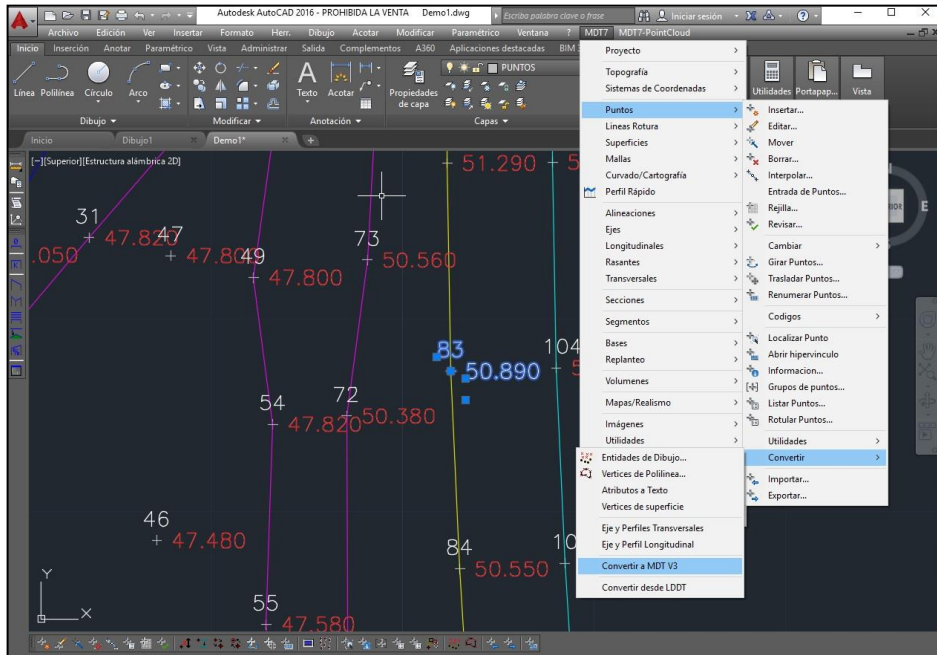 Autodesk AutoCAD 2016 - PROHIBIDA LA VENTA Demo1.dwg
Escriba palabra clave o frase
Iniciar sesión
Archivo Edición Ver Insertar Formato Herr. Dibujo Acotar Modificar Paramétrico Ventana ? MDT7 MDT7-PointCloud
Inicio Inserción Anotar Paramétrico Vista Administrar Salida Complementos A360 Aplicaciones destacadas BIM
PUNTOS
Línea Polilínea Círculo Arco Texto Acotar Propiedades de capa Utilidades Portapap... Vista
Dibujo Modificar Anotación Capas
Inicio Dibujo1 Demo1*
[−][Superior][Estructura alámbrica 2D]
Proyecto
Topografía
Sistemas de Coordenadas
Puntos
Lineas Rotura
Superficies
Mallas
Curvado/Cartografía
Perfil Rápido
Alineaciones
Ejes
Longitudinales
Rasantes
Transversales
Secciones
Segmentos
Bases
Replanteo
Volumenes
Mapas/Realismo
Imágenes
Utilidades
Insertar...
Editar...
Mover
Borrar...
Interpolar...
Entrada de Puntos...
Rejilla...
Revisar...
Cambiar
Girar Puntos...
Trasladar Puntos...
Renumerar Puntos...
Codigos
Localizar Punto
Abrir hipervinculo
Informacion...
Grupos de puntos...
Listar Puntos...
Rotular Puntos...
Utilidades
Convertir
Importar...
Exportar...
Entidades de Dibujo...
Vertices de Polilinea...
Atributos a Texto
Vertices de superficie
Eje y Perfiles Transversales
Eje y Perfil Longitudinal
Convertir a MDT V3
Convertir desde LDDT
51.290
31
47.820
47
47.800
49
47.800
.050
73
50.560
83
50.890
104
54
47.820
72
50.380
46
47.480
84
50.550
10
55
47.580
Y
X
E